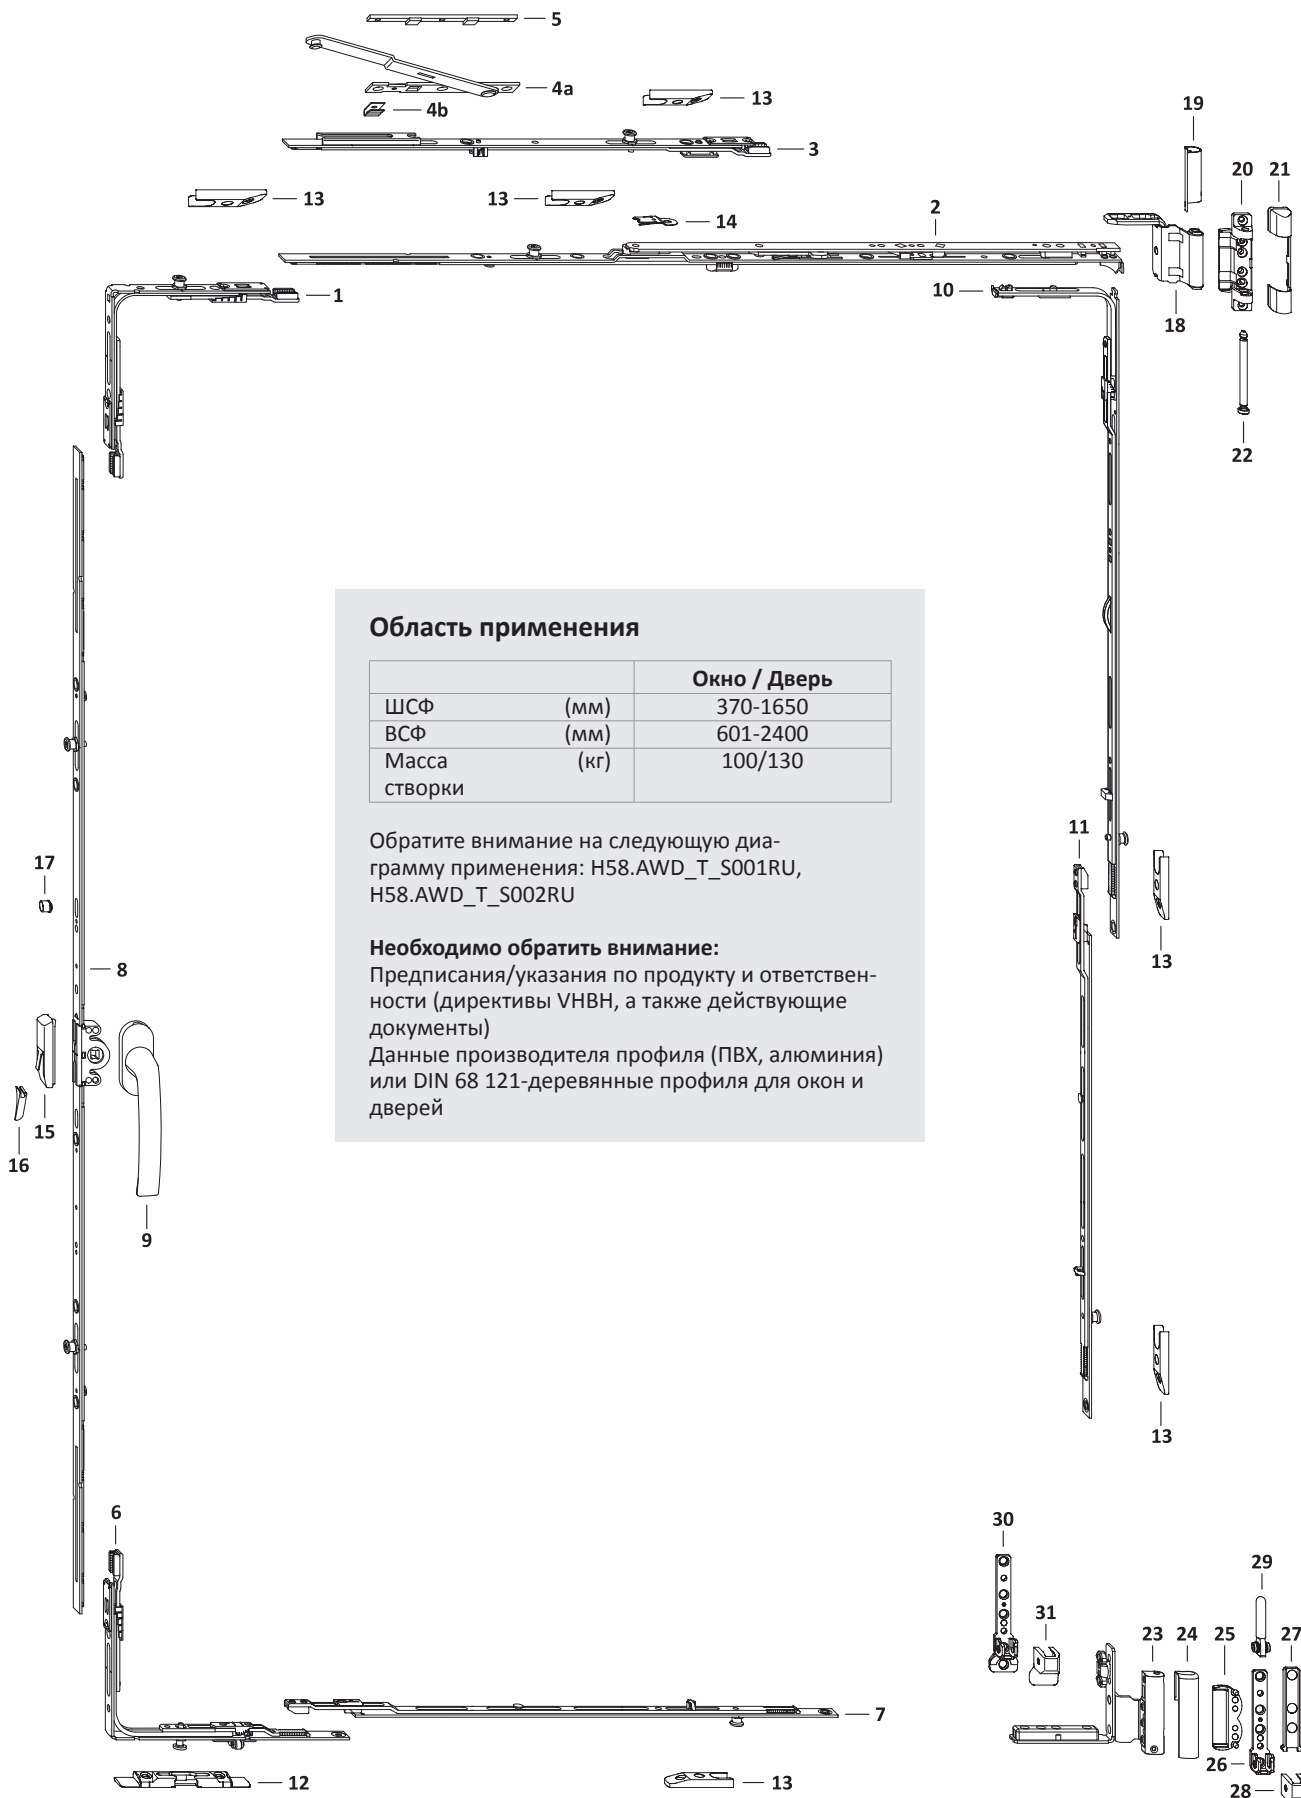 5
4a
13
4b
19
3
20 21
13
13
14
2
1
10
18
22
Область применения
Окно / Дверь
ШСФ (мм) 370-1650
ВСФ (мм) 601-2400
Масса (кг) 100/130
створки
Обратите внимание на следующую диа-
грамму применения: H58.AWD_T_S001RU,
H58.AWD_T_S002RU
Необходимо обратить внимание:
Предписания/указания по продукту и ответствен-
ности (директивы VHBH, а также действующие
документы)
Данные производителя профиля (ПВХ, алюминия)
или DIN 68 121-деревянные профиля для окон и
дверей
11
17
13
8
15
16
9
13
6
30
29
31
23 24 25 27
7
26
12
13
28